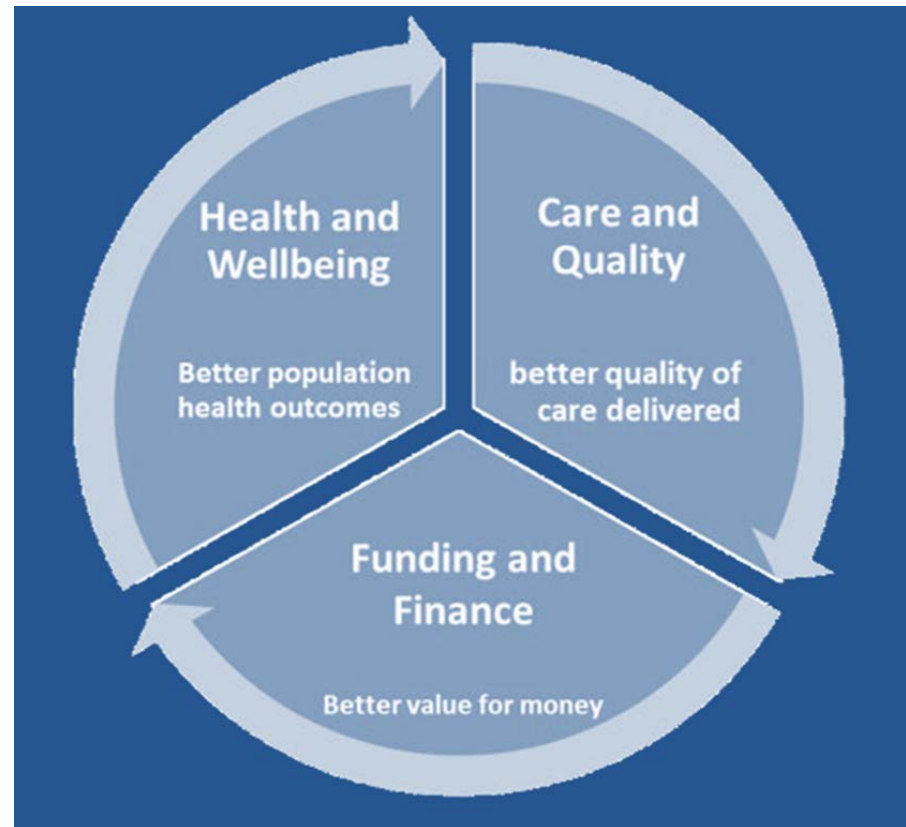 Health and
Wellbeing
Better population
health outcomes
Care and
Quality
better quality of
care delivered
Funding and
Finance
Better value for money